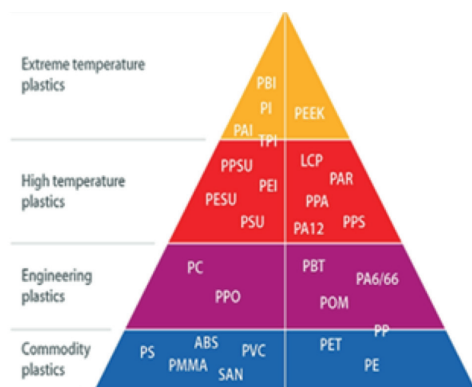 Extreme temperature
plastics
PBI
PI
PEEK
PAI
TPI
High temperature
plastics
PPSU
LCP
PEI
PAR
PESU
PPA
PSU
PA12
PPS
Engineering
plastics
PC
PBT
PA6/66
PPO
POM
PP
Commodity
plastics
PS
ABS
PVC
PET
PMMA
SAN
PE